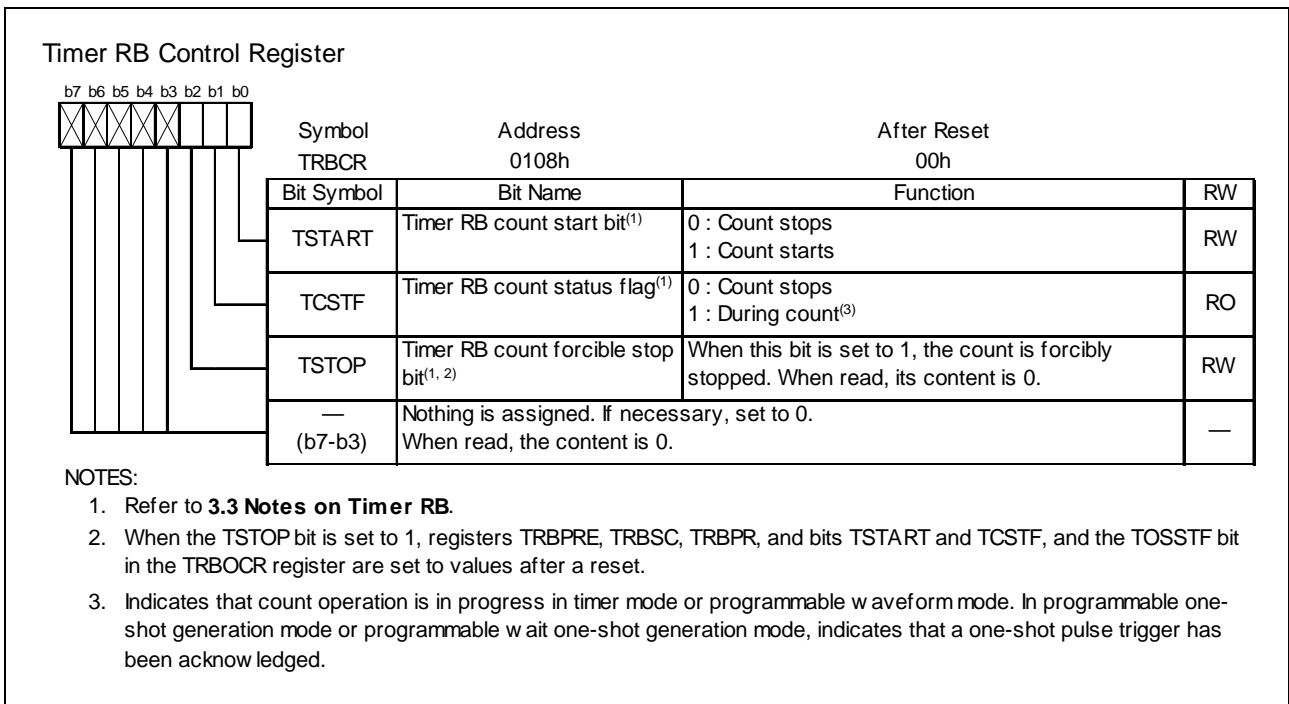 Timer RB Control Register
b7 b6 b5 b4 b3 b2 b1 b0
Symbol Address After Reset
TRBCR 0108h 00h
Bit Symbol Bit Name Function RW
TSTART Timer RB count start bit(1) 0 : Count stops RW
1 : Count starts
TCSTF Timer RB count status flag(1) 0 : Count stops RO
1 : During count(3)
TSTOP Timer RB count forcible stop When this bit is set to 1, the count is forcibly RW
bit(1, 2) stopped. When read, its content is 0.
— Nothing is assigned. If necessary, set to 0. —
(b7-b3) When read, the content is 0.
NOTES:
1. Refer to 3.3 Notes on Timer RB.
2. When the TSTOP bit is set to 1, registers TRBPRE, TRBSC, TRBPR, and bits TSTART and TCSTF, and the TOSSTF bit
in the TRBOCR register are set to values after a reset.
3. Indicates that count operation is in progress in timer mode or programmable waveform mode. In programmable one-
shot generation mode or programmable wait one-shot generation mode, indicates that a one-shot pulse trigger has
been acknowledged.